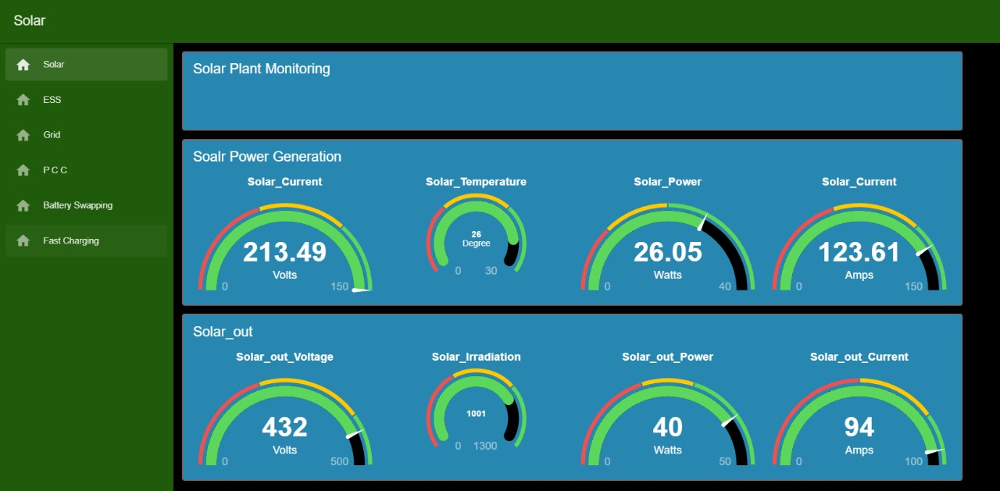 Solar
Solar
ESS
Grid
P C C
Battery Swapping
Fast Charging
Solar Plant Monitoring
Soalr Power Generation
Solar_Current
213.49
Volts
0 150
Solar_Temperature
26
Degree
0 30
Solar_Power
26.05
Watts
0 40
Solar_Current
123.61
Amps
0 150
Solar_out
Solar_out_Voltage
432
Volts
0 500
Solar_Irradiation
1001
0 1300
Solar_out_Power
40
Watts
0 50
Solar_out_Current
94
Amps
0 100